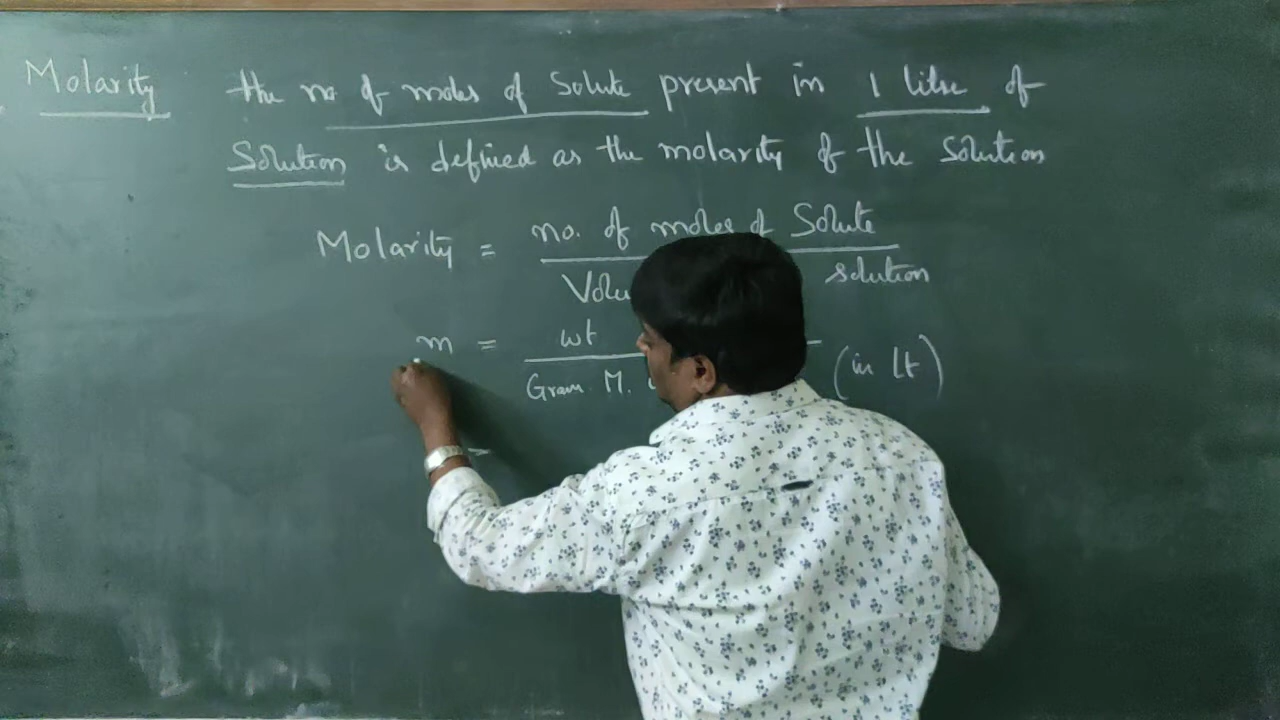 Molarity the no of moles of Solute present in 1 litre of
Solution is defined as the molarity of the solution
Molarity = no. of moles of Solute
solution
m = wt
Gram. M. (in Lt)